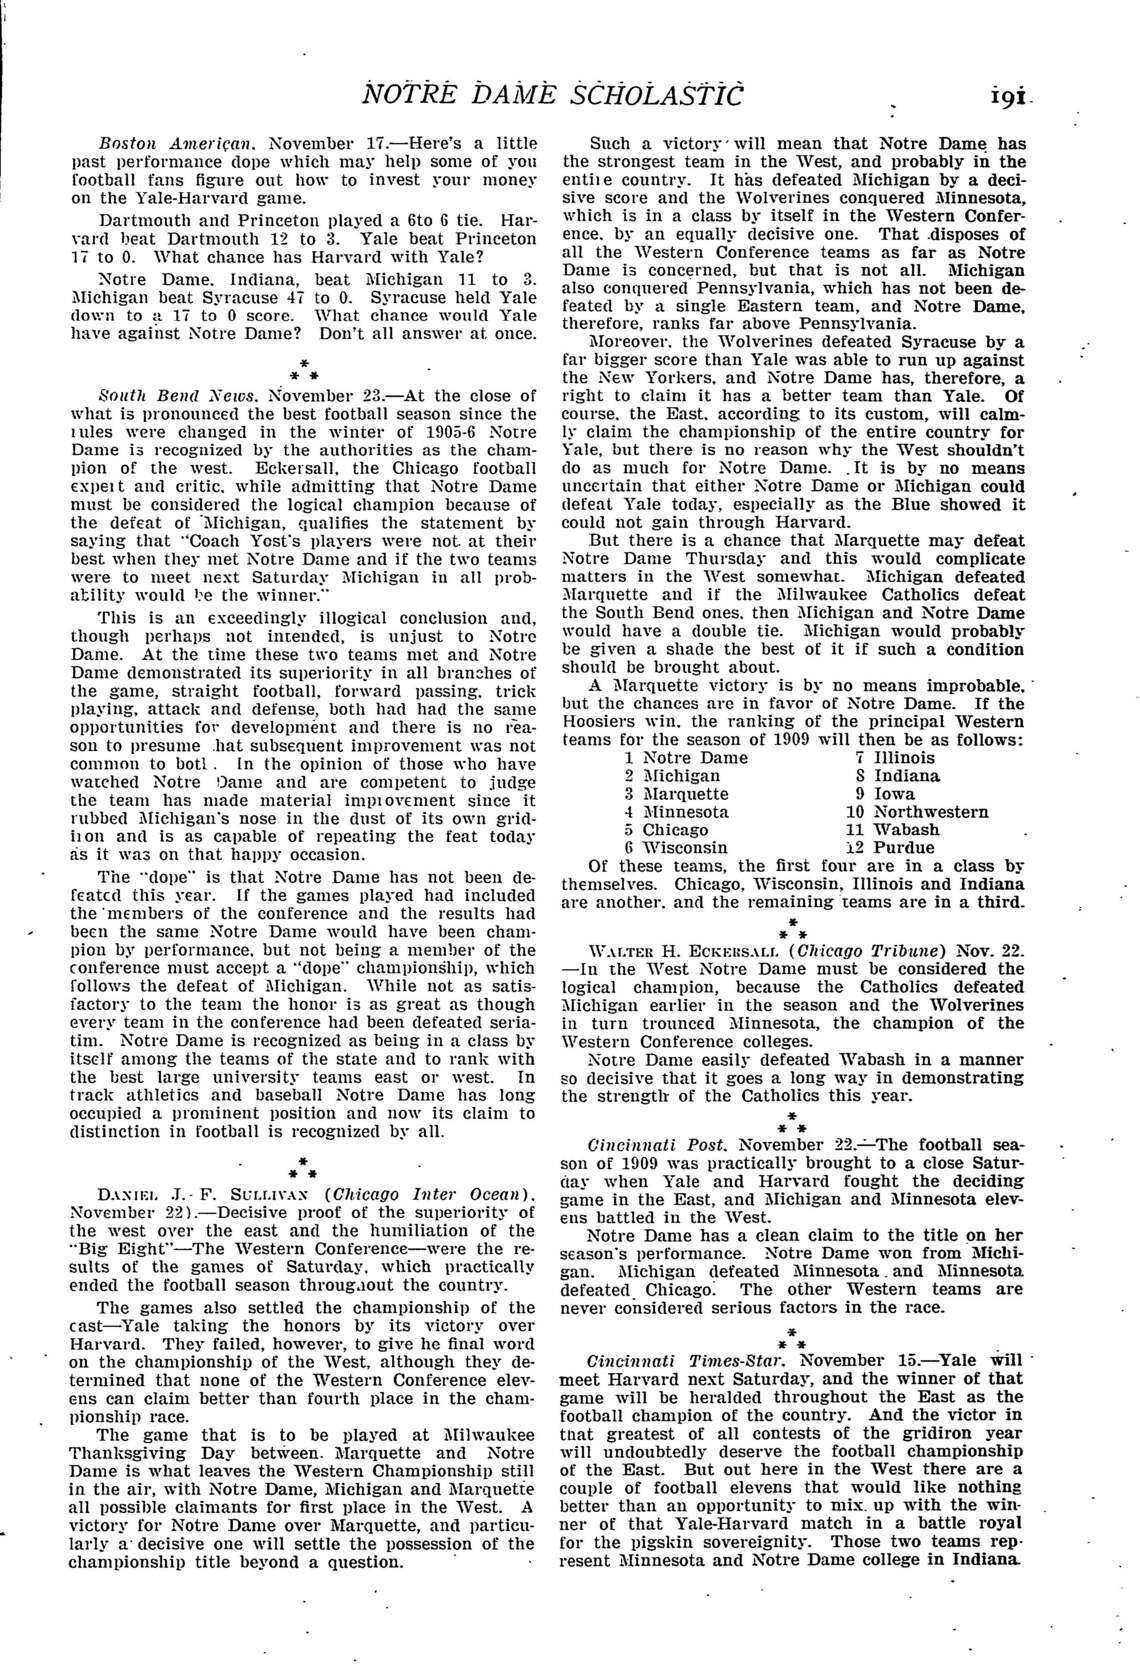 NOTRE DAME SCHOLASTIC 191
Boston American. November 17.—Here's a little
past performance dope which may help some of you
football fans figure out how to invest your money
on the Yale-Harvard game.
Dartmouth and Princeton played a 6to 6 tie. Har-
vard beat Dartmouth 12 to 3. Yale beat Princeton
17 to 0. What chance has Harvard with Yale?
Notre Dame, Indiana, beat Michigan 11 to 3.
Michigan beat Syracuse 47 to 0. Syracuse held Yale
down to a 17 to 0 score. What chance would Yale
have against Notre Dame? Don't all answer at once.
*
* *
South Bend News. November 23.—At the close of
what is pronounced the best football season since the
rules were changed in the winter of 1905-6 Notre
Dame is recognized by the authorities as the cham-
pion of the west. Eckersall, the Chicago football
expert and critic, while admitting that Notre Dame
must be considered the logical champion because of
the defeat of Michigan, qualifies the statement by
saying that "Coach Yost's players were not at their
best when they met Notre Dame and if the two teams
were to meet next Saturday Michigan in all prob-
ability would be the winner."
This is an exceedingly illogical conclusion and,
though perhaps not intended, is unjust to Notre
Dame. At the time these two teams met and Notre
Dame demonstrated its superiority in all branches of
the game, straight football, forward passing, trick
playing, attack and defense, both had had the same
opportunities for development and there is no rea-
son to presume hat subsequent improvement was not
common to botl . In the opinion of those who have
watched Notre Dame and are competent to judge
the team has made material improvement since it
rubbed Michigan's nose in the dust of its own grid-
iron and is as capable of repeating the feat today
as it was on that happy occasion.
The "dope" is that Notre Dame has not been de-
feated this year. If the games played had included
the members of the conference and the results had
been the same Notre Dame would have been cham-
pion by performance, but not being a member of the
conference must accept a "dope" championship, which
follows the defeat of Michigan. While not as satis-
factory to the team the honor is as great as though
every team in the conference had been defeated seria-
tim. Notre Dame is recognized as being in a class by
itself among the teams of the state and to rank with
the best large university teams east or west. In
track athletics and baseball Notre Dame has long
occupied a prominent position and now its claim to
distinction in football is recognized by all.
*
* *
DANIEL J. F. SULLIVAN (Chicago Inter Ocean),
November 22).—Decisive proof of the superiority of
the west over the east and the humiliation of the
"Big Eight"—The Western Conference—were the re-
sults of the games of Saturday, which practically
ended the football season throughout the country.
The games also settled the championship of the
east—Yale taking the honors by its victory over
Harvard. They failed, however, to give he final word
on the championship of the West, although they de-
termined that none of the Western Conference elev-
ens can claim better than fourth place in the cham-
pionship race.
The game that is to be played at Milwaukee
Thanksgiving Day between Marquette and Notre
Dame is what leaves the Western Championship still
in the air, with Notre Dame, Michigan and Marquette
all possible claimants for first place in the West. A
victory for Notre Dame over Marquette, and particu-
larly a decisive one will settle the possession of the
championship title beyond a question.
Such a victory will mean that Notre Dame has
the strongest team in the West, and probably in the
entire country. It has defeated Michigan by a deci-
sive score and the Wolverines conquered Minnesota,
which is in a class by itself in the Western Confer-
ence, by an equally decisive one. That disposes of
all the Western Conference teams as far as Notre
Dame is concerned, but that is not all. Michigan
also conquered Pennsylvania, which has not been de-
feated by a single Eastern team, and Notre Dame,
therefore, ranks far above Pennsylvania.
Moreover, the Wolverines defeated Syracuse by a
far bigger score than Yale was able to run up against
the New Yorkers, and Notre Dame has, therefore, a
right to claim it has a better team than Yale. Of
course, the East, according to its custom, will calm-
ly claim the championship of the entire country for
Yale, but there is no reason why the West shouldn't
do as much for Notre Dame. It is by no means
uncertain that either Notre Dame or Michigan could
defeat Yale today, especially as the Blue showed it
could not gain through Harvard.
But there is a chance that Marquette may defeat
Notre Dame Thursday and this would complicate
matters in the West somewhat. Michigan defeated
Marquette and if the Milwaukee Catholics defeat
the South Bend ones, then Michigan and Notre Dame
would have a double tie. Michigan would probably
be given a shade the best of it if such a condition
should be brought about.
A Marquette victory is by no means improbable,
but the chances are in favor of Notre Dame. If the
Hoosiers win, the ranking of the principal Western
teams for the season of 1909 will then be as follows:
1 Notre Dame 7 Illinois
2 Michigan 8 Indiana
3 Marquette 9 Iowa
4 Minnesota 10 Northwestern
5 Chicago 11 Wabash
6 Wisconsin 12 Purdue
Of these teams, the first four are in a class by
themselves. Chicago, Wisconsin, Illinois and Indiana
are another, and the remaining teams are in a third.
*
* *
WALTER H. ECKERSALL (Chicago Tribune) Nov. 22.
—In the West Notre Dame must be considered the
logical champion, because the Catholics defeated
Michigan earlier in the season and the Wolverines
in turn trounced Minnesota, the champion of the
Western Conference colleges.
Notre Dame easily defeated Wabash in a manner
so decisive that it goes a long way in demonstrating
the strength of the Catholics this year.
*
* *
Cincinnati Post. November 22.—The football sea-
son of 1909 was practically brought to a close Satur-
day when Yale and Harvard fought the deciding
game in the East, and Michigan and Minnesota elev-
ens battled in the West.
Notre Dame has a clean claim to the title on her
season's performance. Notre Dame won from Michi-
gan. Michigan defeated Minnesota and Minnesota
defeated Chicago. The other Western teams are
never considered serious factors in the race.
*
* *
Cincinnati Times-Star. November 15.—Yale will
meet Harvard next Saturday, and the winner of that
game will be heralded throughout the East as the
football champion of the country. And the victor in
that greatest of all contests of the gridiron year
will undoubtedly deserve the football championship
of the East. But out here in the West there are a
couple of football elevens that would like nothing
better than an opportunity to mix up with the win-
ner of that Yale-Harvard match in a battle royal
for the pigskin sovereignity. Those two teams rep-
resent Minnesota and Notre Dame college in Indiana.